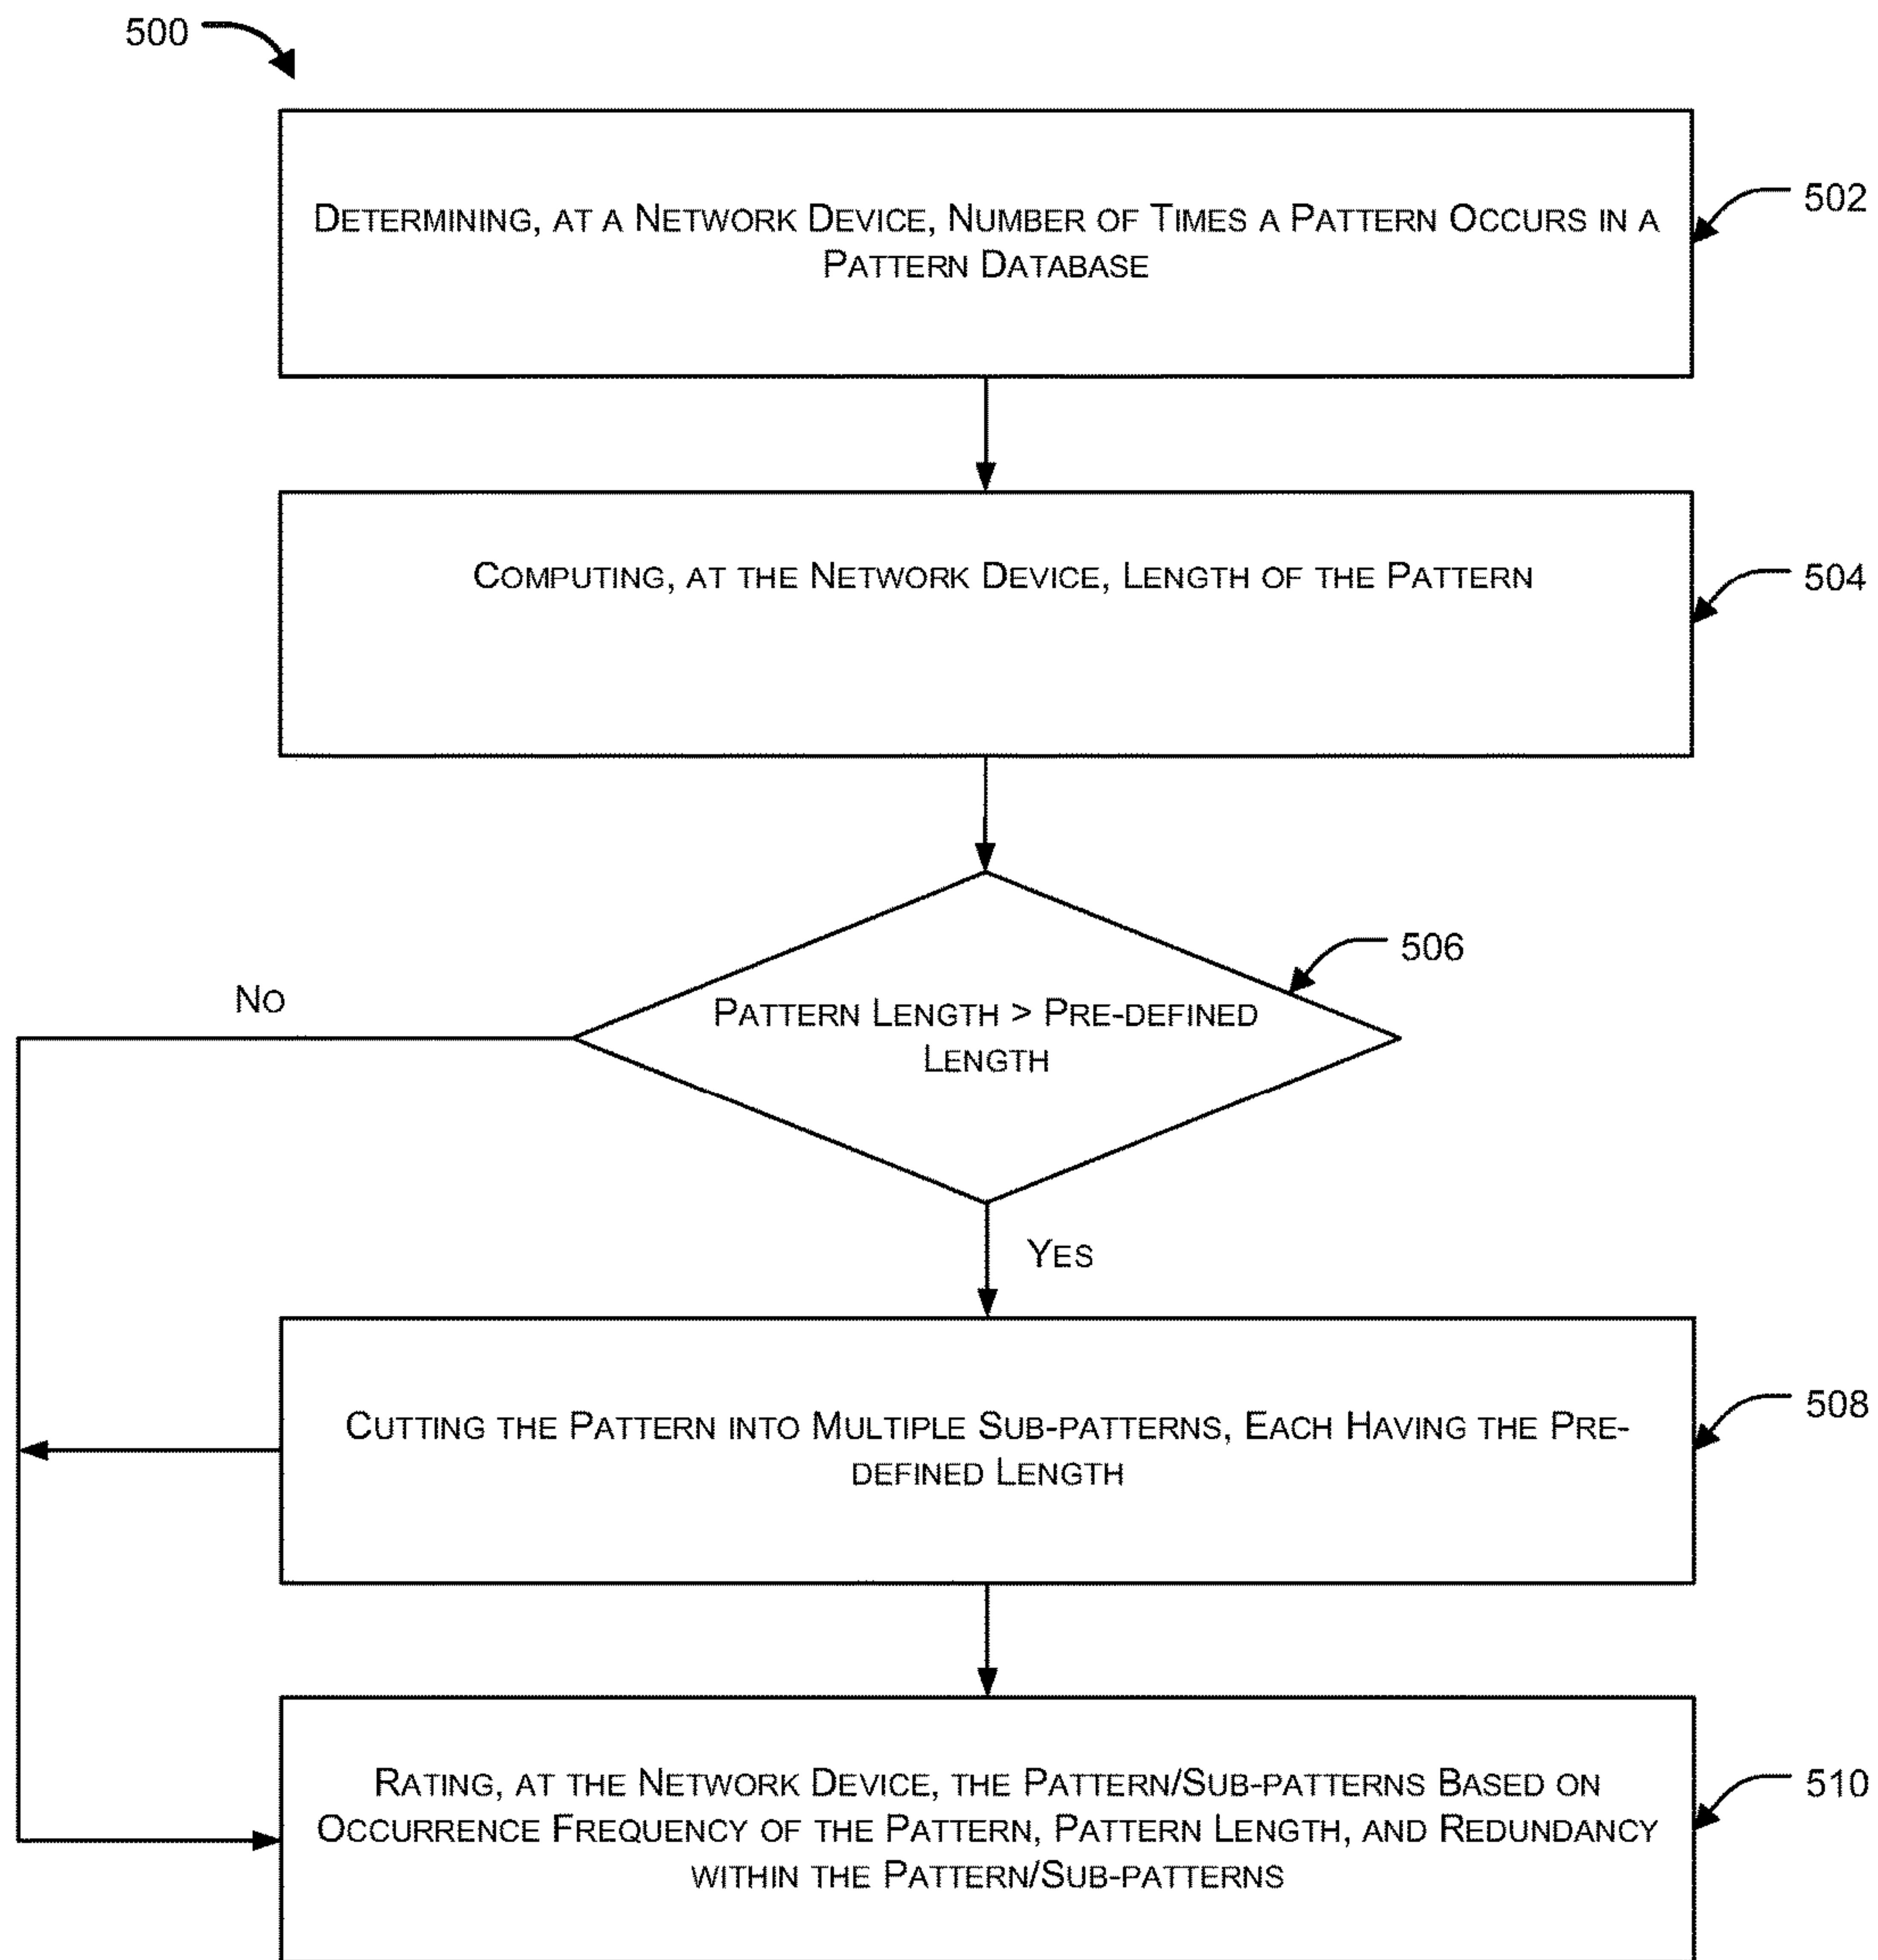 500
DETERMINING, AT A NETWORK DEVICE, NUMBER OF TIMES A PATTERN OCCURS IN A
PATTERN DATABASE
502
COMPUTING, AT THE NETWORK DEVICE, LENGTH OF THE PATTERN
504
506
NO
PATTERN LENGTH > PRE-DEFINED
LENGTH
YES
CUTTING THE PATTERN INTO MULTIPLE SUB-PATTERNS, EACH HAVING THE PRE-
DEFINED LENGTH
508
RATING, AT THE NETWORK DEVICE, THE PATTERN/SUB-PATTERNS BASED ON
OCCURRENCE FREQUENCY OF THE PATTERN, PATTERN LENGTH, AND REDUNDANCY
WITHIN THE PATTERN/SUB-PATTERNS
510